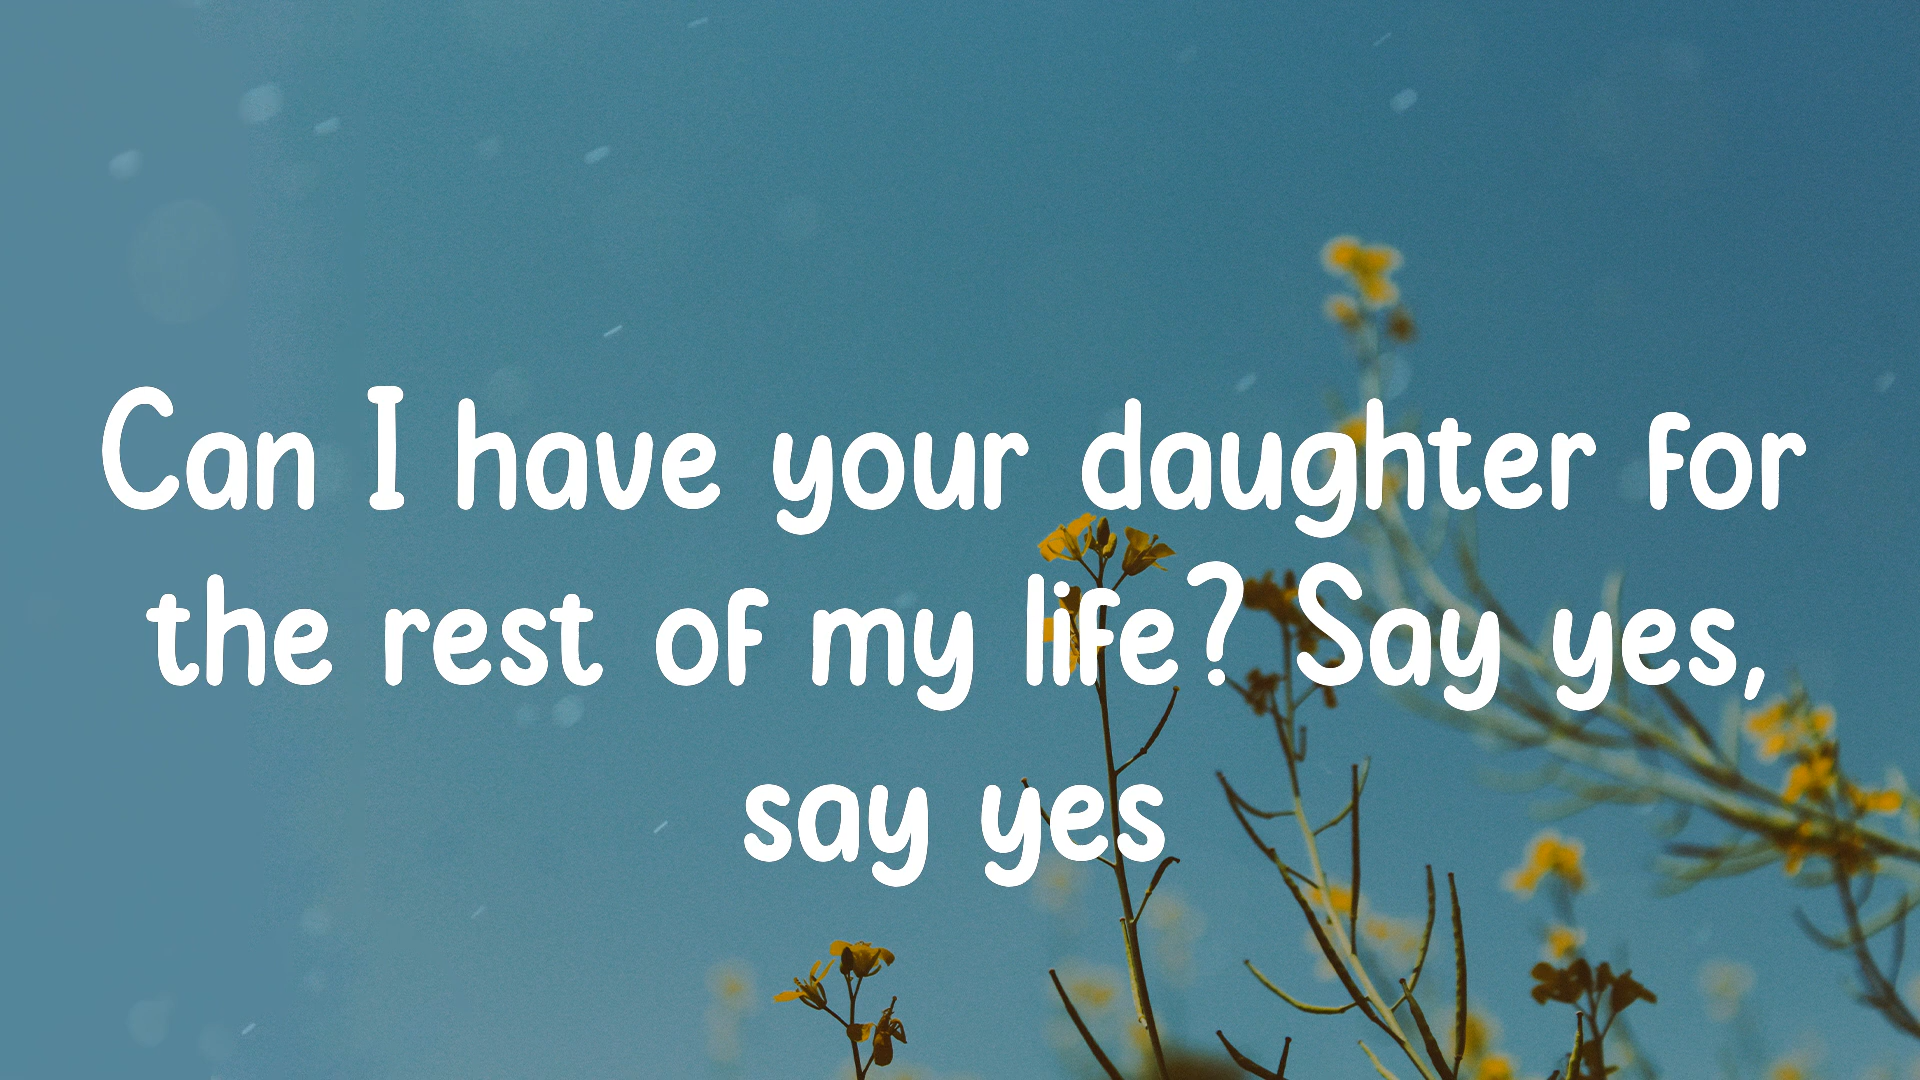 Can I have your daughter for
the rest of my life? Say yes,
say yes